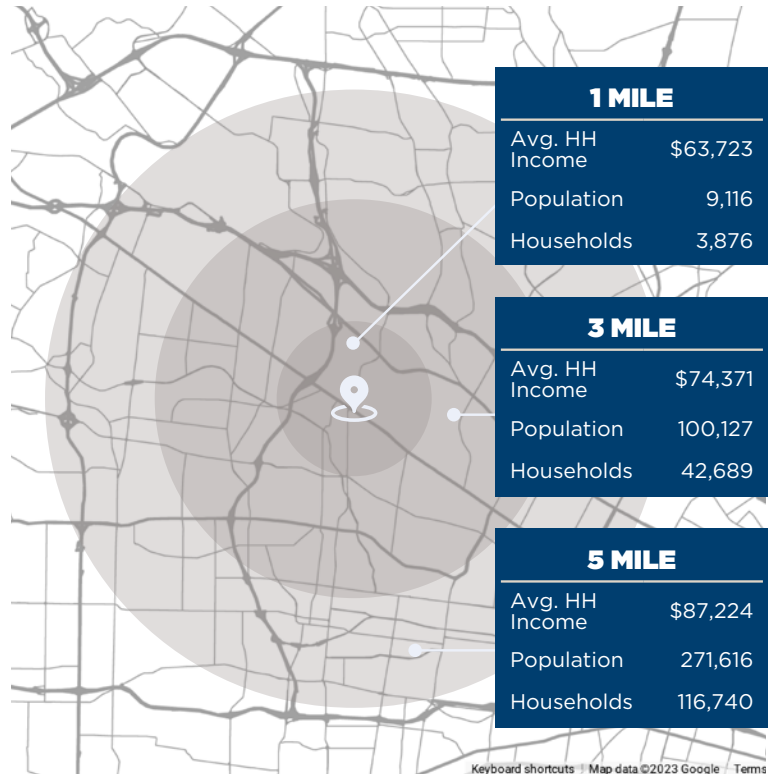 1 MILE
Avg. HH
Income
$63,723
Population 9,116
Households 3,876
3 MILE
Avg. HH
Income
$74,371
Population 100,127
Households 42,689
5 MILE
Avg. HH
Income
$87,224
Population 271,616
Households 116,740
Keyboard shortcuts Map data ©2023 Google Terms